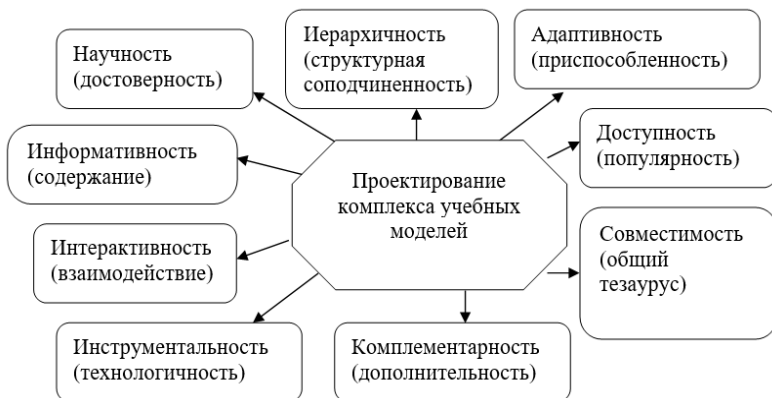 Научность
(достоверность)
Иерархичность
(структурная
соподчиненность)
Адаптивность
(приспособленность)
Информативность
(содержание)
Проектирование
комплекса учебных
моделей
Доступность
(популярность)
Интерактивность
(взаимодействие)
Совместимость
(общий
тезаурус)
Инструментальность
(технологичность)
Комплементарность
(дополнительность)